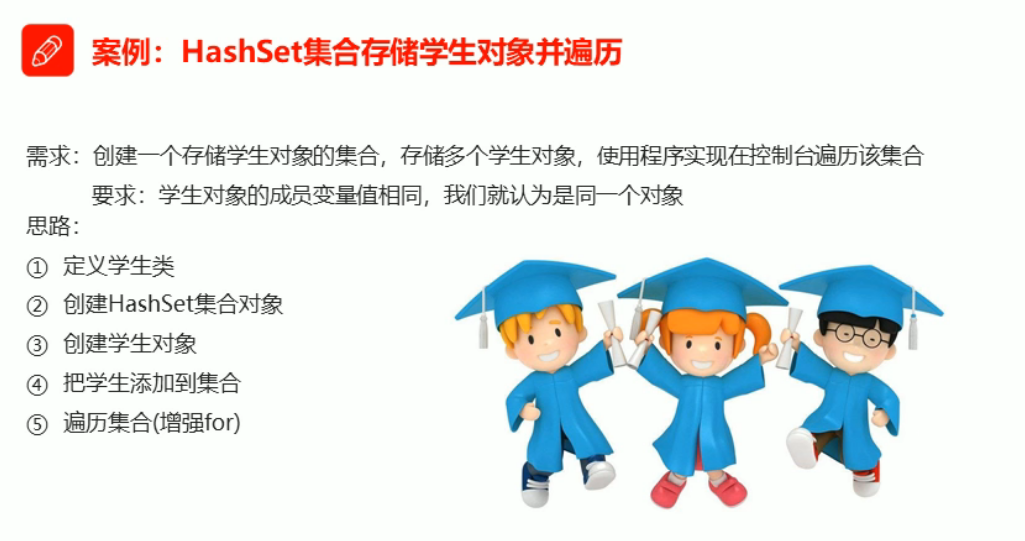 案例：HashSet集合存储学生对象并遍历
需求：创建一个存储学生对象的集合，存储多个学生对象，使用程序实现在控制台遍历该集合
要求：学生对象的成员变量值相同，我们就认为是同一个对象
思路：
① 定义学生类
② 创建HashSet集合对象
③ 创建学生对象
④ 把学生添加到集合
⑤ 遍历集合(增强for)